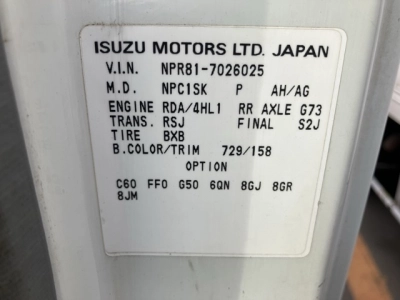 ISUZU MOTORS LTD. JAPAN
V.I.N. NPR81-7026025
M.D. NPC1SK P AH/AG
ENGINE RDA/4HL1 RR AXLE G73
TRANS. RSJ FINAL S2J
TIRE BXB
B.COLOR/TRIM 729/158
OPTION
C60 FF0 G50 6QN 8GJ 8GR
8JM